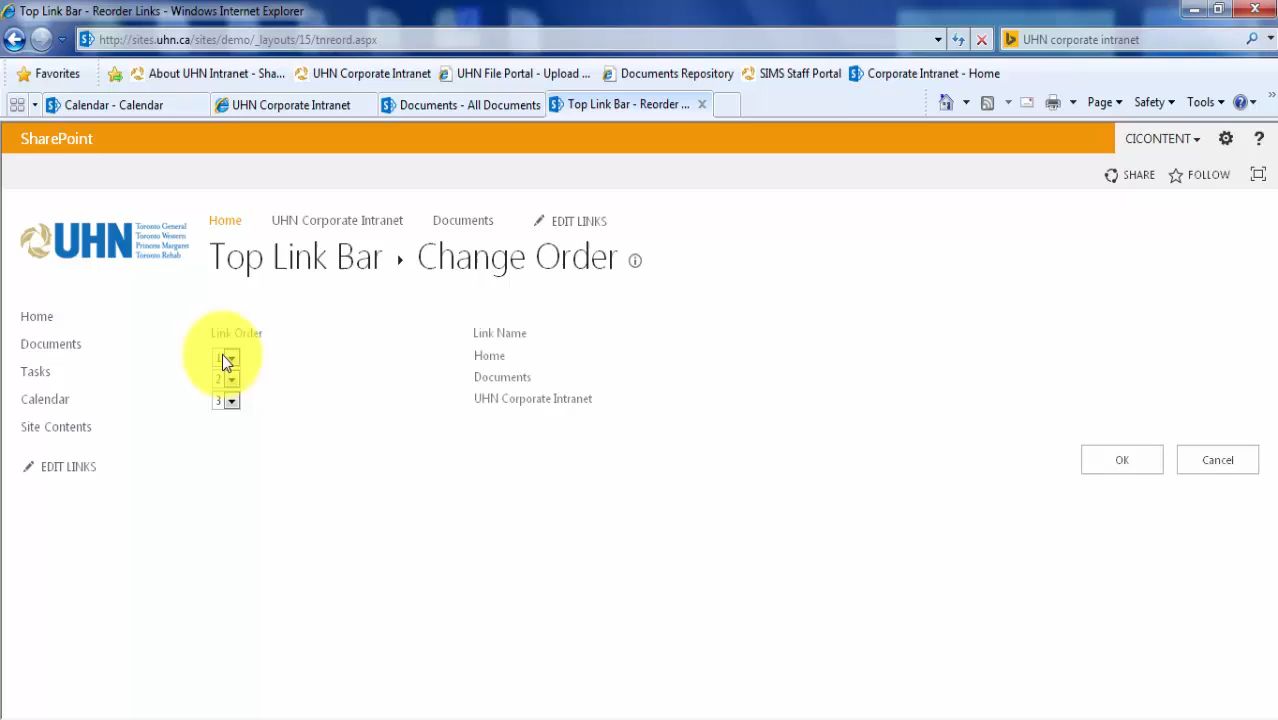 Top Link Bar - Reorder Links - Windows Internet Explorer
http://sites.uhn.ca/sites/demo/_layouts/15/tnreord.aspx
UHN corporate intranet
Favorites
About UHN Intranet - Sha...
UHN Corporate Intranet
UHN File Portal - Upload ...
Documents Repository
SIMS Staff Portal
Corporate Intranet - Home
Calendar - Calendar
UHN Corporate Intranet
Documents - All Documents
Top Link Bar - Reorder ...
Page
Safety
Tools
SharePoint
CICONTENT
SHARE
FOLLOW
UHN
Toronto General
Toronto Western
Princess Margaret
Toronto Rehab
Home
UHN Corporate Intranet
Documents
EDIT LINKS
Top Link Bar ▸ Change Order
Home
Documents
Tasks
Calendar
Site Contents
EDIT LINKS
Link Order
Link Name
1
Home
2
Documents
3
UHN Corporate Intranet
OK
Cancel